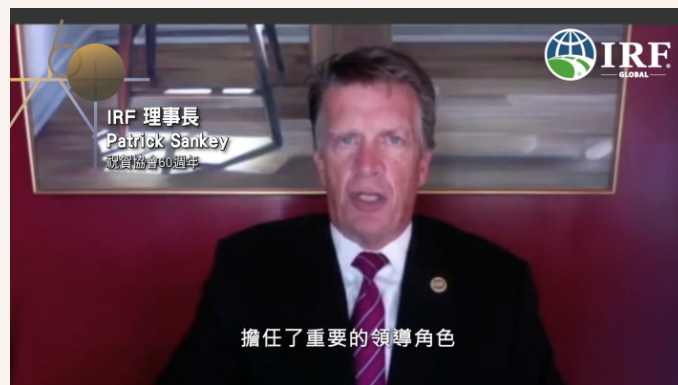 IRF
GLOBAL
IRF 理事長
Patrick Sankey
祝賀協會60週年
擔任了重要的領導角色